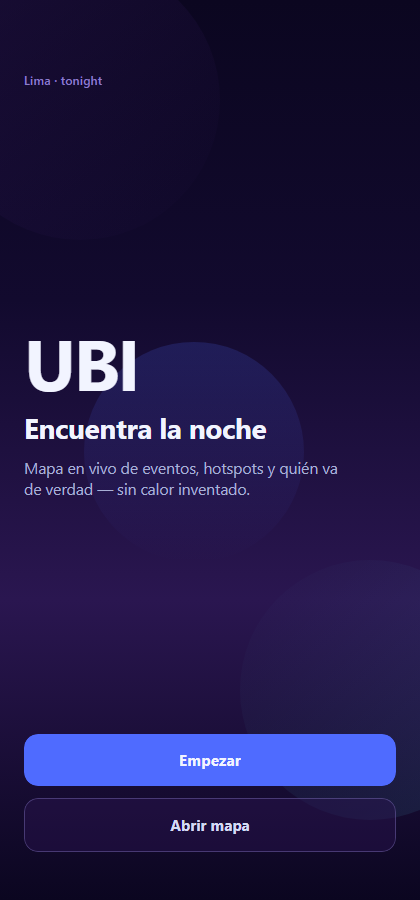 Lima · tonight
UBI
Encuentra la noche
Mapa en vivo de eventos, hotspots y quién va
de verdad — sin calor inventado.
Empezar
Abrir mapa